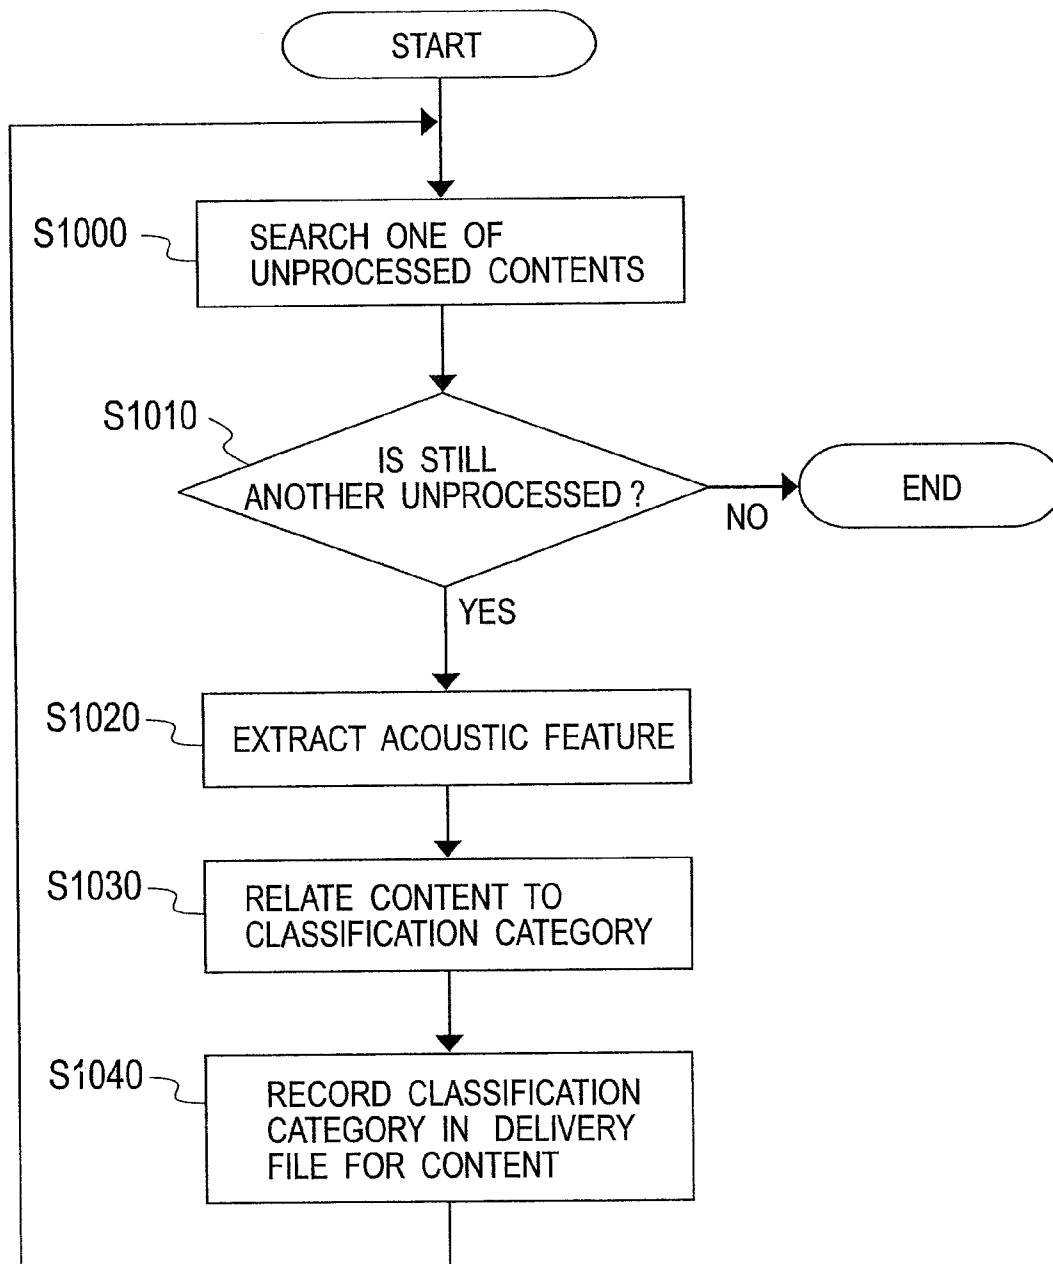 START
S1000
SEARCH ONE OF
UNPROCESSED CONTENTS
S1010
IS STILL
ANOTHER UNPROCESSED?
NO
END
YES
S1020
EXTRACT ACOUSTIC FEATURE
S1030
RELATE CONTENT TO
CLASSIFICATION CATEGORY
S1040
RECORD CLASSIFICATION
CATEGORY IN DELIVERY
FILE FOR CONTENT